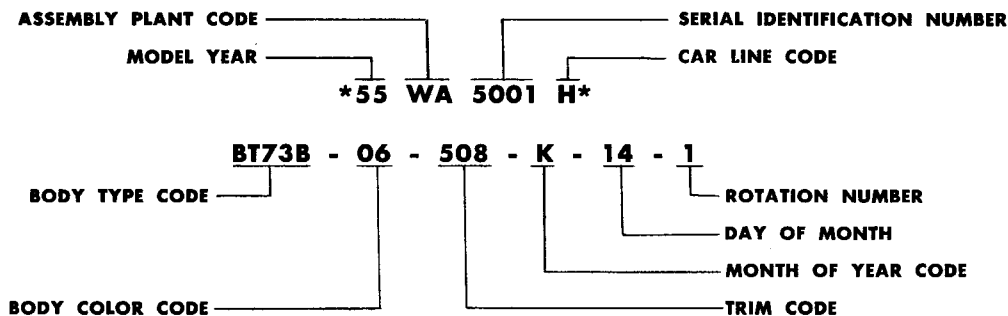 ASSEMBLY PLANT CODE
SERIAL IDENTIFICATION NUMBER
MODEL YEAR
CAR LINE CODE
*55 WA 5001 H*
BT73B - 06 - 508 - K - 14 - 1
BODY TYPE CODE
ROTATION NUMBER
DAY OF MONTH
MONTH OF YEAR CODE
BODY COLOR CODE
TRIM CODE